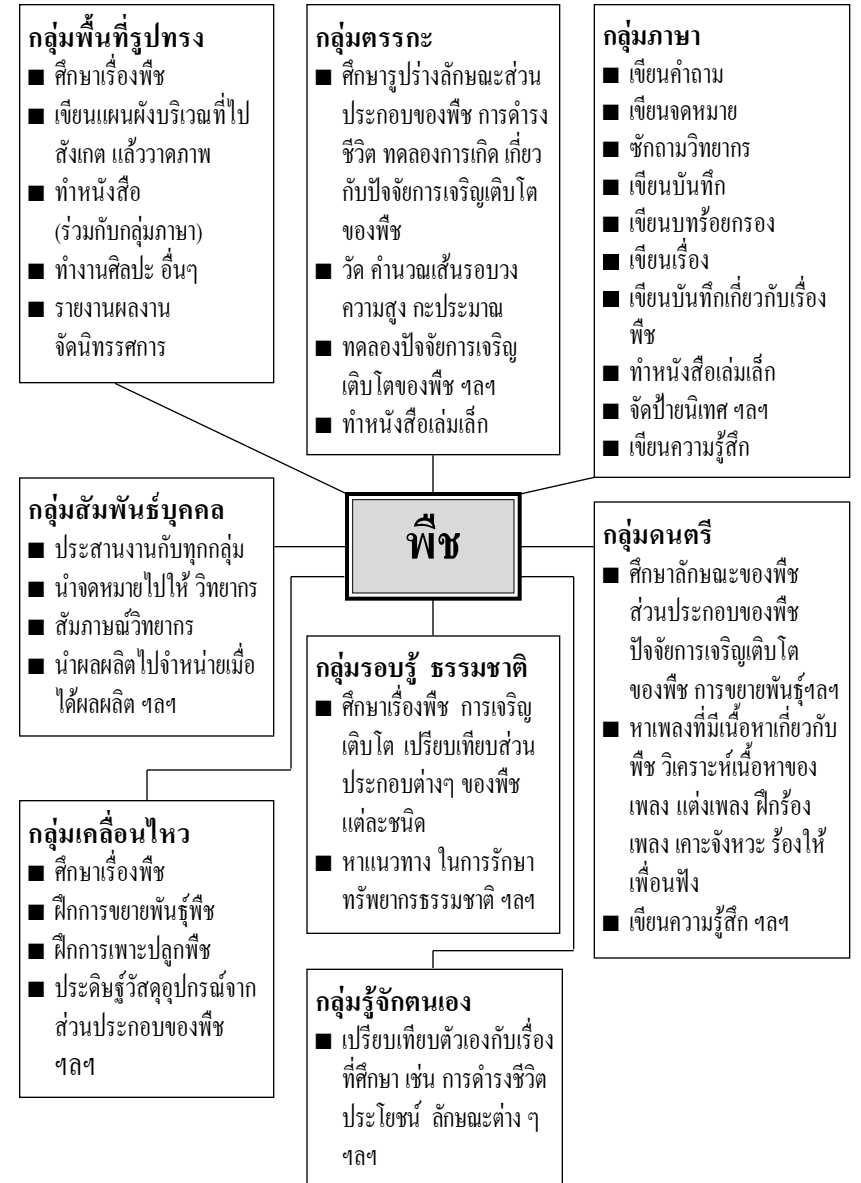 กลุ่มพื้นที่รูปทรง
■ ศึกษาเรื่องพืช
■ เขียนแผนผังบริเวณที่ไป
สังเกต แล้ววาดภาพ
■ ทำหนังสือ
(ร่วมกับกลุ่มภาษา)
■ ทำงานศิลปะ อื่นๆ
■ รายงานผลงาน
จัดนิทรรศการ
กลุ่มตรรกะ
■ ศึกษารูปร่างลักษณะส่วน
ประกอบของพืช การดำรง
ชีวิต ทดลองการเกิด เกี่ยว
กับปัจจัยการเจริญเติบโต
ของพืช
■ วัด คำนวณเส้นรอบวง
ความสูง กะประมาณ
■ ทดลองปัจจัยการเจริญ
เติบโตของพืช ฯลฯ
■ ทำหนังสือเล่มเล็ก
กลุ่มภาษา
■ เขียนคำถาม
■ เขียนจดหมาย
■ ซักถามวิทยากร
■ เขียนบันทึก
■ เขียนบทร้อยกรอง
■ เขียนเรื่อง
■ เขียนบันทึกเกี่ยวกับเรื่อง
พืช
■ ทำหนังสือเล่มเล็ก
■ จัดป้ายนิเทศ ฯลฯ
■ เขียนความรู้สึก
กลุ่มสัมพันธ์บุคคล
■ ประสานงานกับทุกกลุ่ม
■ นำจดหมายไปให้ วิทยากร
■ สัมภาษณ์วิทยากร
■ นำผลผลิตไปจำหน่ายเมื่อ
ได้ผลผลิต ฯลฯ
พืช
กลุ่มดนตรี
■ ศึกษาลักษณะของพืช
ส่วนประกอบของพืช
ปัจจัยการเจริญเติบโต
ของพืช การขยายพันธุ์ฯลฯ
■ หาเพลงที่มีเนื้อหาเกี่ยวกับ
พืช วิเคราะห์เนื้อหาของ
เพลง แต่งเพลง ฝึกร้อง
เพลง เคาะจังหวะ ร้องให้
เพื่อนฟัง
■ เขียนความรู้สึก ฯลฯ
กลุ่มรอบรู้ ธรรมชาติ
■ ศึกษาเรื่องพืช การเจริญ
เติบโต เปรียบเทียบส่วน
ประกอบต่างๆ ของพืช
แต่ละชนิด
■ หาแนวทาง ในการรักษา
ทรัพยากรธรรมชาติ ฯลฯ
กลุ่มเคลื่อนไหว
■ ศึกษาเรื่องพืช
■ ฝึกการขยายพันธุ์พืช
■ ฝึกการเพาะปลูกพืช
■ ประดิษฐ์วัสดุอุปกรณ์จาก
ส่วนประกอบของพืช
ฯลฯ
กลุ่มรู้จักตนเอง
■ เปรียบเทียบตัวเองกับเรื่อง
ที่ศึกษา เช่น การดำรงชีวิต
ประโยชน์ ลักษณะต่าง ๆ
ฯลฯ